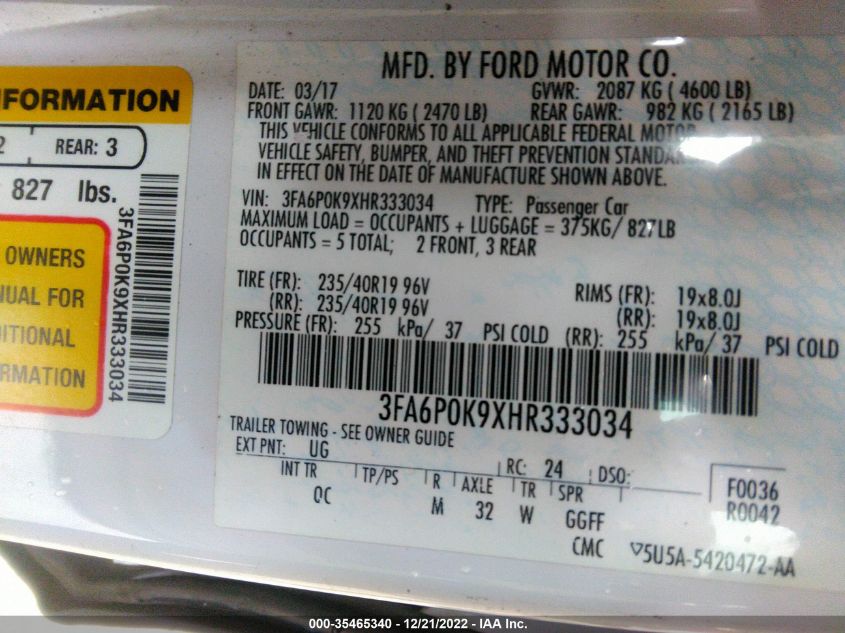 INFORMATION
2 REAR: 3
827 lbs.
OWNERS
FOR
3FA6P0K9XHR333034
MFD. BY FORD MOTOR CO.
DATE: 03/17 GVWR: 2087 KG ( 4600 LB)
FRONT GAWR: 1120 KG ( 2470 LB) REAR GAWR: 982 KG ( 2165 LB)
THIS VEHICLE CONFORMS TO ALL APPLICABLE FEDERAL MOTOR
VEHICLE SAFETY, BUMPER, AND THEFT PREVENTION
IN EFFECT ON THE DATE OF MANUFACTURE SHOWN ABOVE.
VIN: 3FA6P0K9XHR333034 TYPE: Passenger Car
MAXIMUM LOAD = OCCUPANTS + LUGGAGE = 375KG/ 827LB
OCCUPANTS = 5 TOTAL; 2 FRONT, 3 REAR
TIRE (FR): 235/40R19 96V RIMS (FR): 19x8.0J
(RR): 235/40R19 96V (RR): 19x8.0J
PRESSURE (FR): 255 kPa/ 37 PSI COLD (RR): 255 kPa/ 37 PSI COLD
3FA6P0K9XHR333034
TRAILER TOWING - SEE OWNER GUIDE
EXT PNT: UG RC: 24 DSO:
INT TR TP/PS R AXLE TR SPR F0036
QC M 32 W GGFF R0042
CMC ▽5U5A-5420472-AA
000-35465340 - 12/21/2022 - IAA Inc.